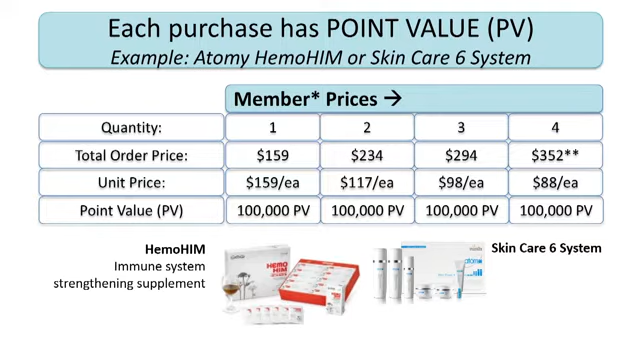 Each purchase has POINT VALUE (PV)
Example: Atomy HemoHIM or Skin Care 6 System
Member* Prices →
Quantity: 1 2 3 4
Total Order Price: $159 $234 $294 $352**
Unit Price: $159/ea $117/ea $98/ea $88/ea
Point Value (PV) 100,000 PV 100,000 PV 100,000 PV 100,000 PV
HemoHIM
Immune system
strengthening supplement
HEMO
HIM
Skin Care 6 System